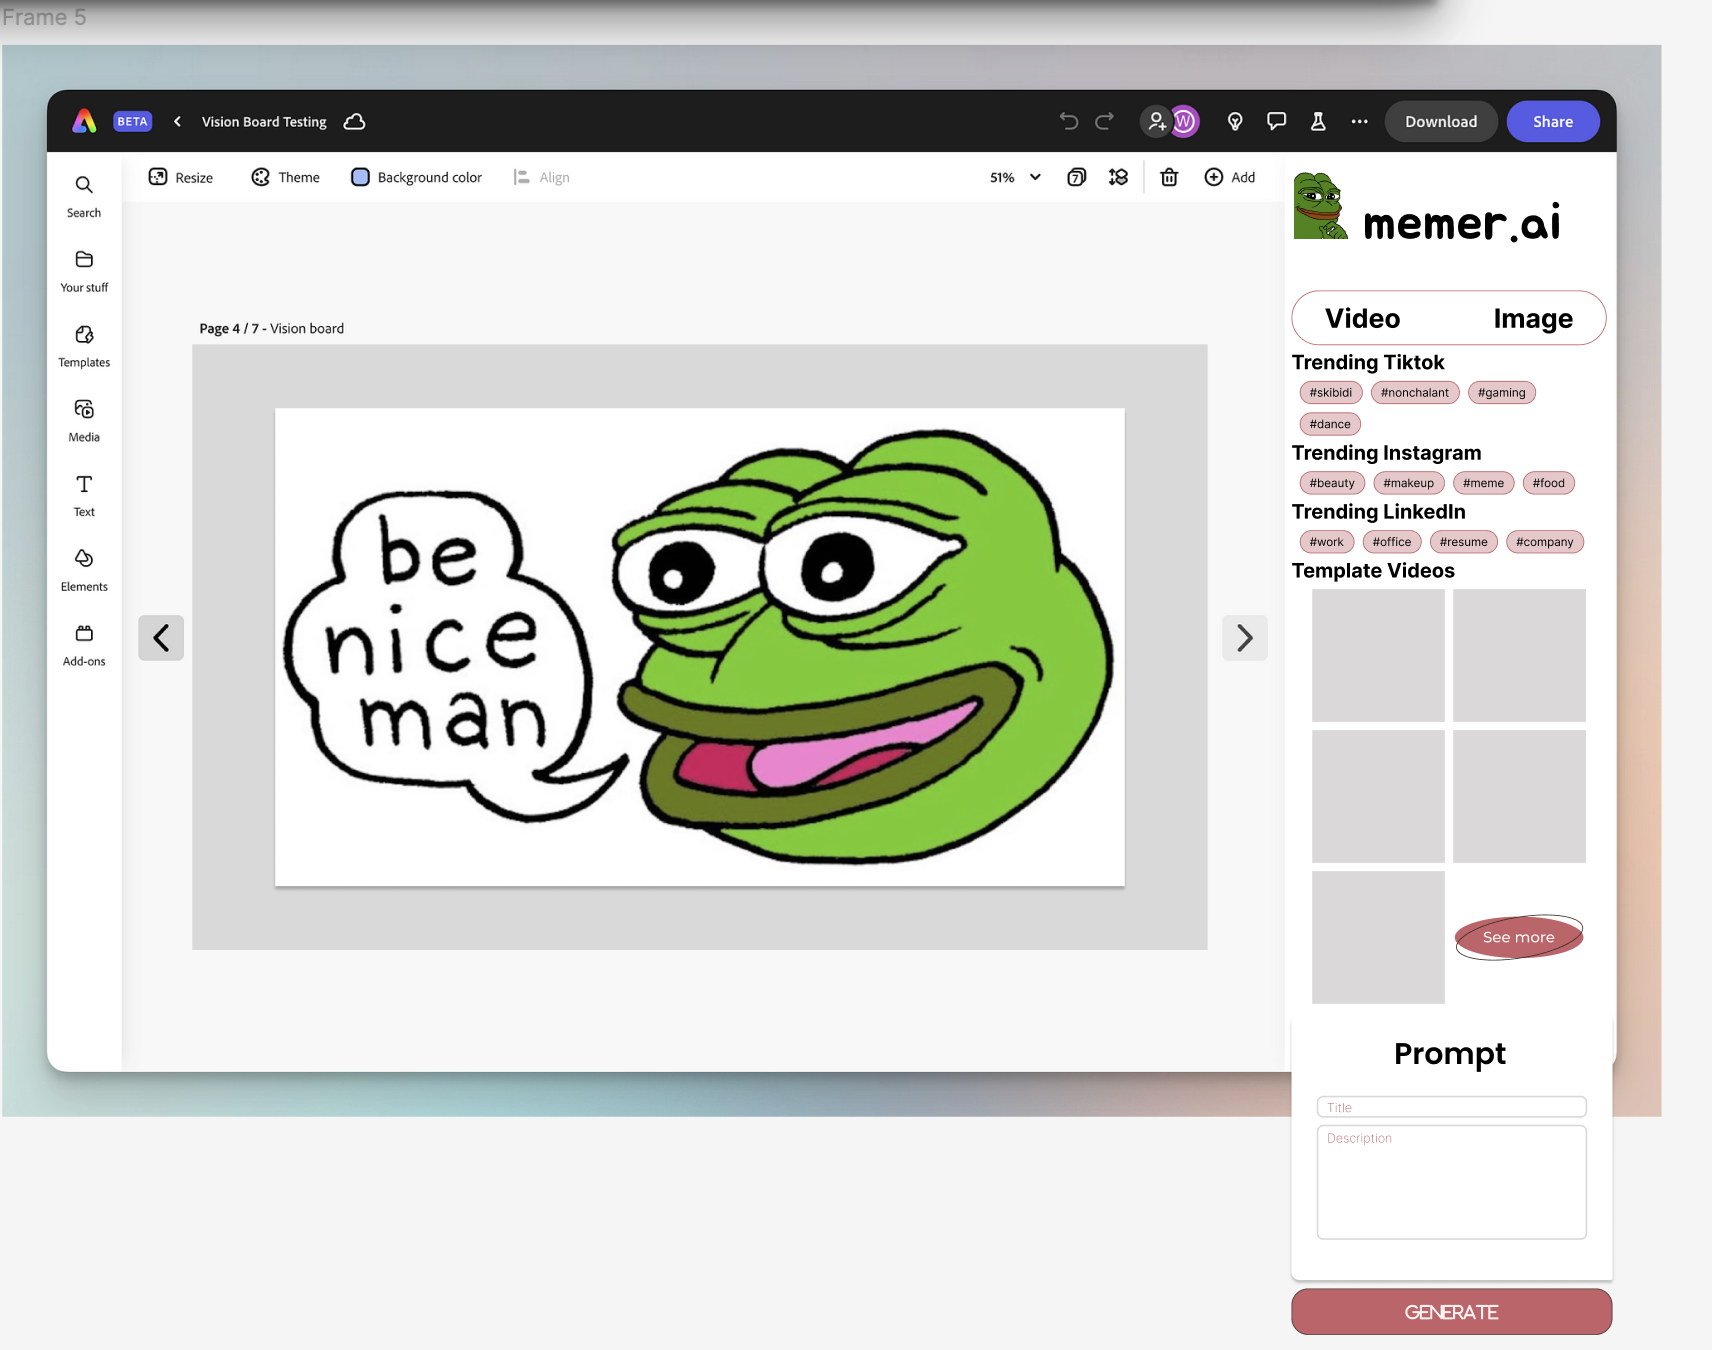 Frame 5
BETA
Vision Board Testing
W
Download
Share
Search
Your stuff
Templates
Media
Text
Elements
Add-ons
Resize
Theme
Background color
Align
51%
7
Add
Page 4 / 7 - Vision board
be
nice
man
memer.ai
Video Image
Trending Tiktok
#skibidi #nonchalant #gaming
#dance
Trending Instagram
#beauty #makeup #meme #food
Trending LinkedIn
#work #office #resume #company
Template Videos
See more
Prompt
Title
Description
GENERATE